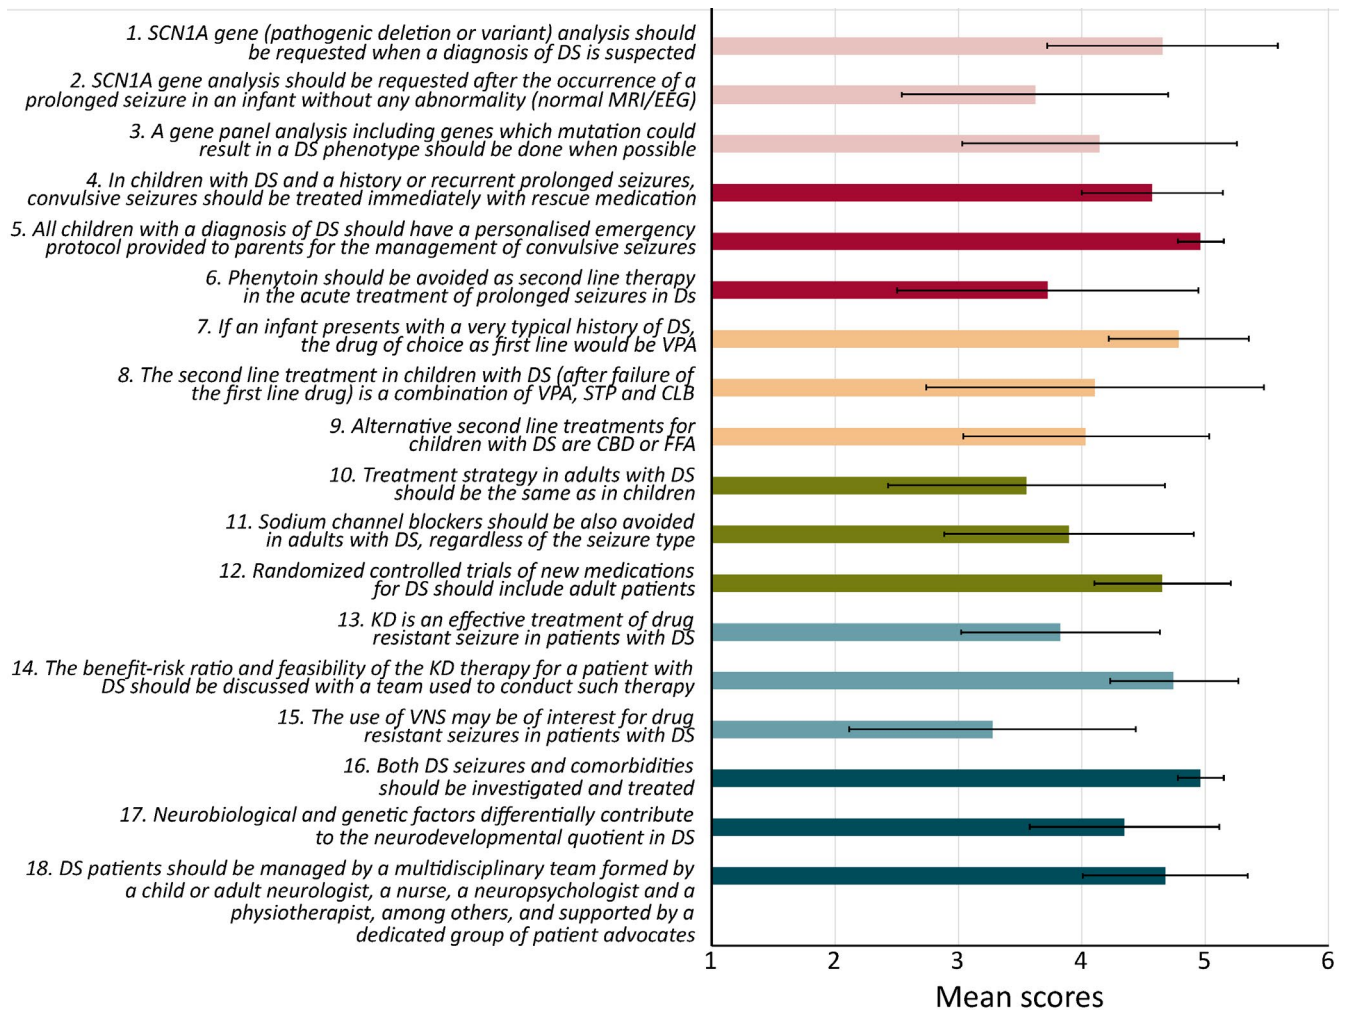 1. SCN1A gene (pathogenic deletion or variant) analysis should
be requested when a diagnosis of DS is suspected
2. SCN1A gene analysis should be requested after the occurrence of a
prolonged seizure in an infant without any abnormality (normal MRI/EEG)
3. A gene panel analysis including genes which mutation could
result in a DS phenotype should be done when possible
4. In children with DS and a history or recurrent prolonged seizures,
convulsive seizures should be treated immediately with rescue medication
5. All children with a diagnosis of DS should have a personalised emergency
protocol provided to parents for the management of convulsive seizures
6. Phenytoin should be avoided as second line therapy
in the acute treatment of prolonged seizures in Ds
7. If an infant presents with a very typical history of DS,
the drug of choice as first line would be VPA
8. The second line treatment in children with DS (after failure of
the first line drug) is a combination of VPA, STP and CLB
9. Alternative second line treatments for
children with DS are CBD or FFA
10. Treatment strategy in adults with DS
should be the same as in children
11. Sodium channel blockers should be also avoided
in adults with DS, regardless of the seizure type
12. Randomized controlled trials of new medications
for DS should include adult patients
13. KD is an effective treatment of drug
resistant seizure in patients with DS
14. The benefit-risk ratio and feasibility of the KD therapy for a patient with
DS should be discussed with a team used to conduct such therapy
15. The use of VNS may be of interest for drug
resistant seizures in patients with DS
16. Both DS seizures and comorbidities
should be investigated and treated
17. Neurobiological and genetic factors differentially contribute
to the neurodevelopmental quotient in DS
18. DS patients should be managed by a multidisciplinary team formed by
a child or adult neurologist, a nurse, a neuropsychologist and a
physiotherapist, among others, and supported by a
dedicated group of patient advocates
1 2 3 4 5 6
Mean scores